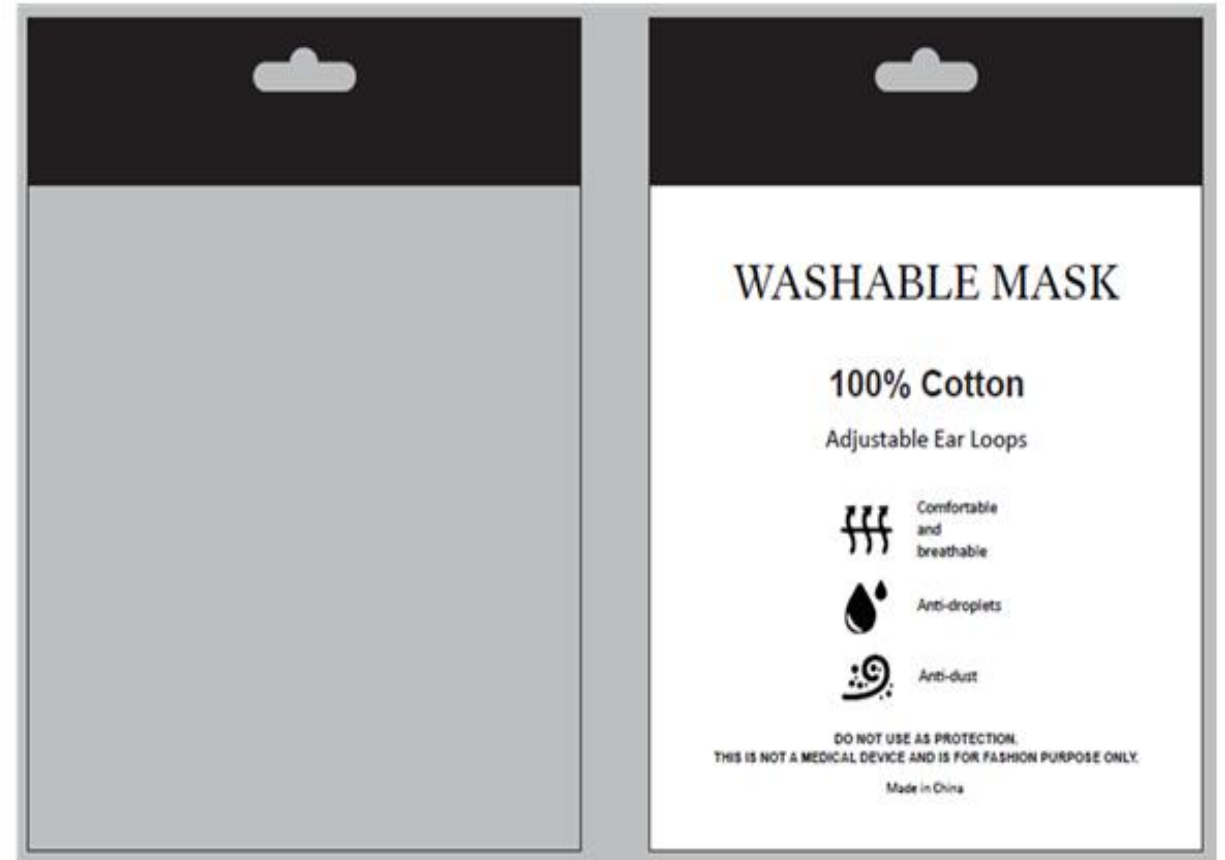 WASHABLE MASK
100% Cotton
Adjustable Ear Loops
Comfortable
and
breathable
Anti-droplets
Anti-dust
DO NOT USE AS PROTECTION.
THIS IS NOT A MEDICAL DEVICE AND IS FOR FASHION PURPOSE ONLY.
Made in China